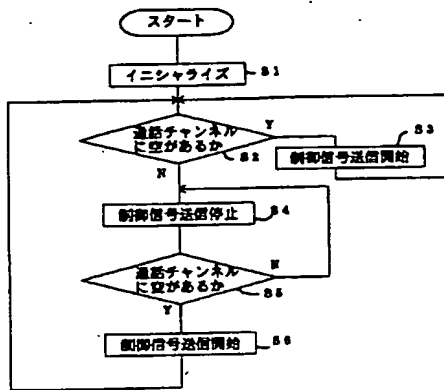 スタート
イニシャライズ
S1
通話チャンネル
に空があるか
S2
Y
N
S3
制御信号送信開始
制御信号送信停止
S4
通話チャンネル
に空があるか
S5
N
Y
制御信号送信開始
S6